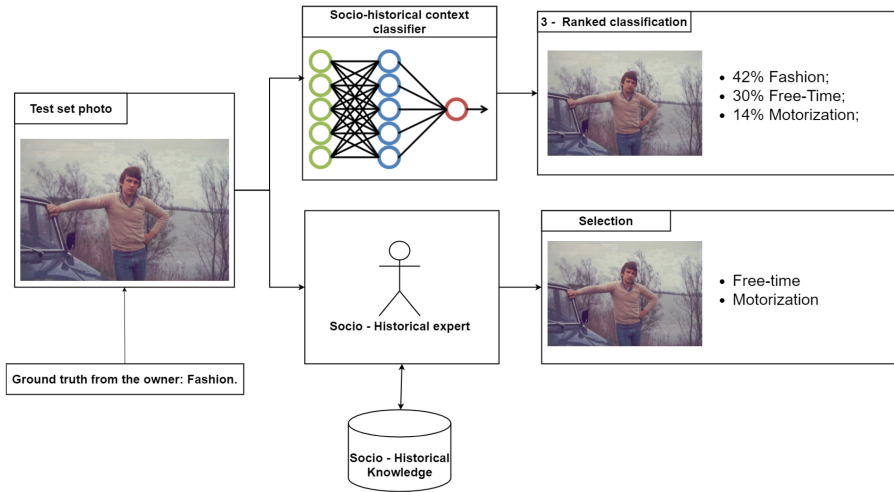 Socio-historical context
classifier
3 - Ranked classification
Test set photo
• 42% Fashion;
• 30% Free-Time;
• 14% Motorization;
Selection
• Free-time
• Motorization
Socio - Historical expert
Ground truth from the owner: Fashion.
Socio - Historical
Knowledge